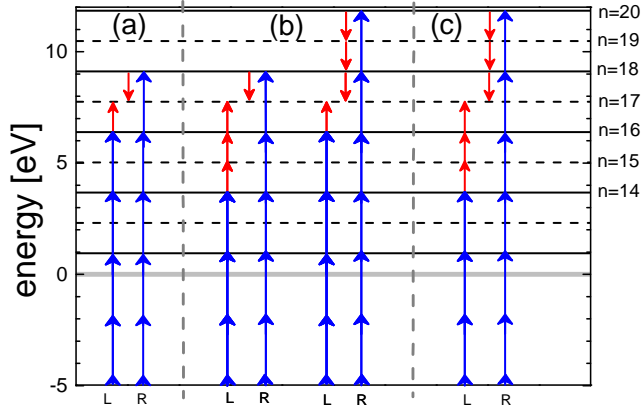 (a) (b) (c)
n=20
n=19
n=18
n=17
n=16
n=15
n=14
10
5
0
-5
energy [eV]
L R L R L R L R